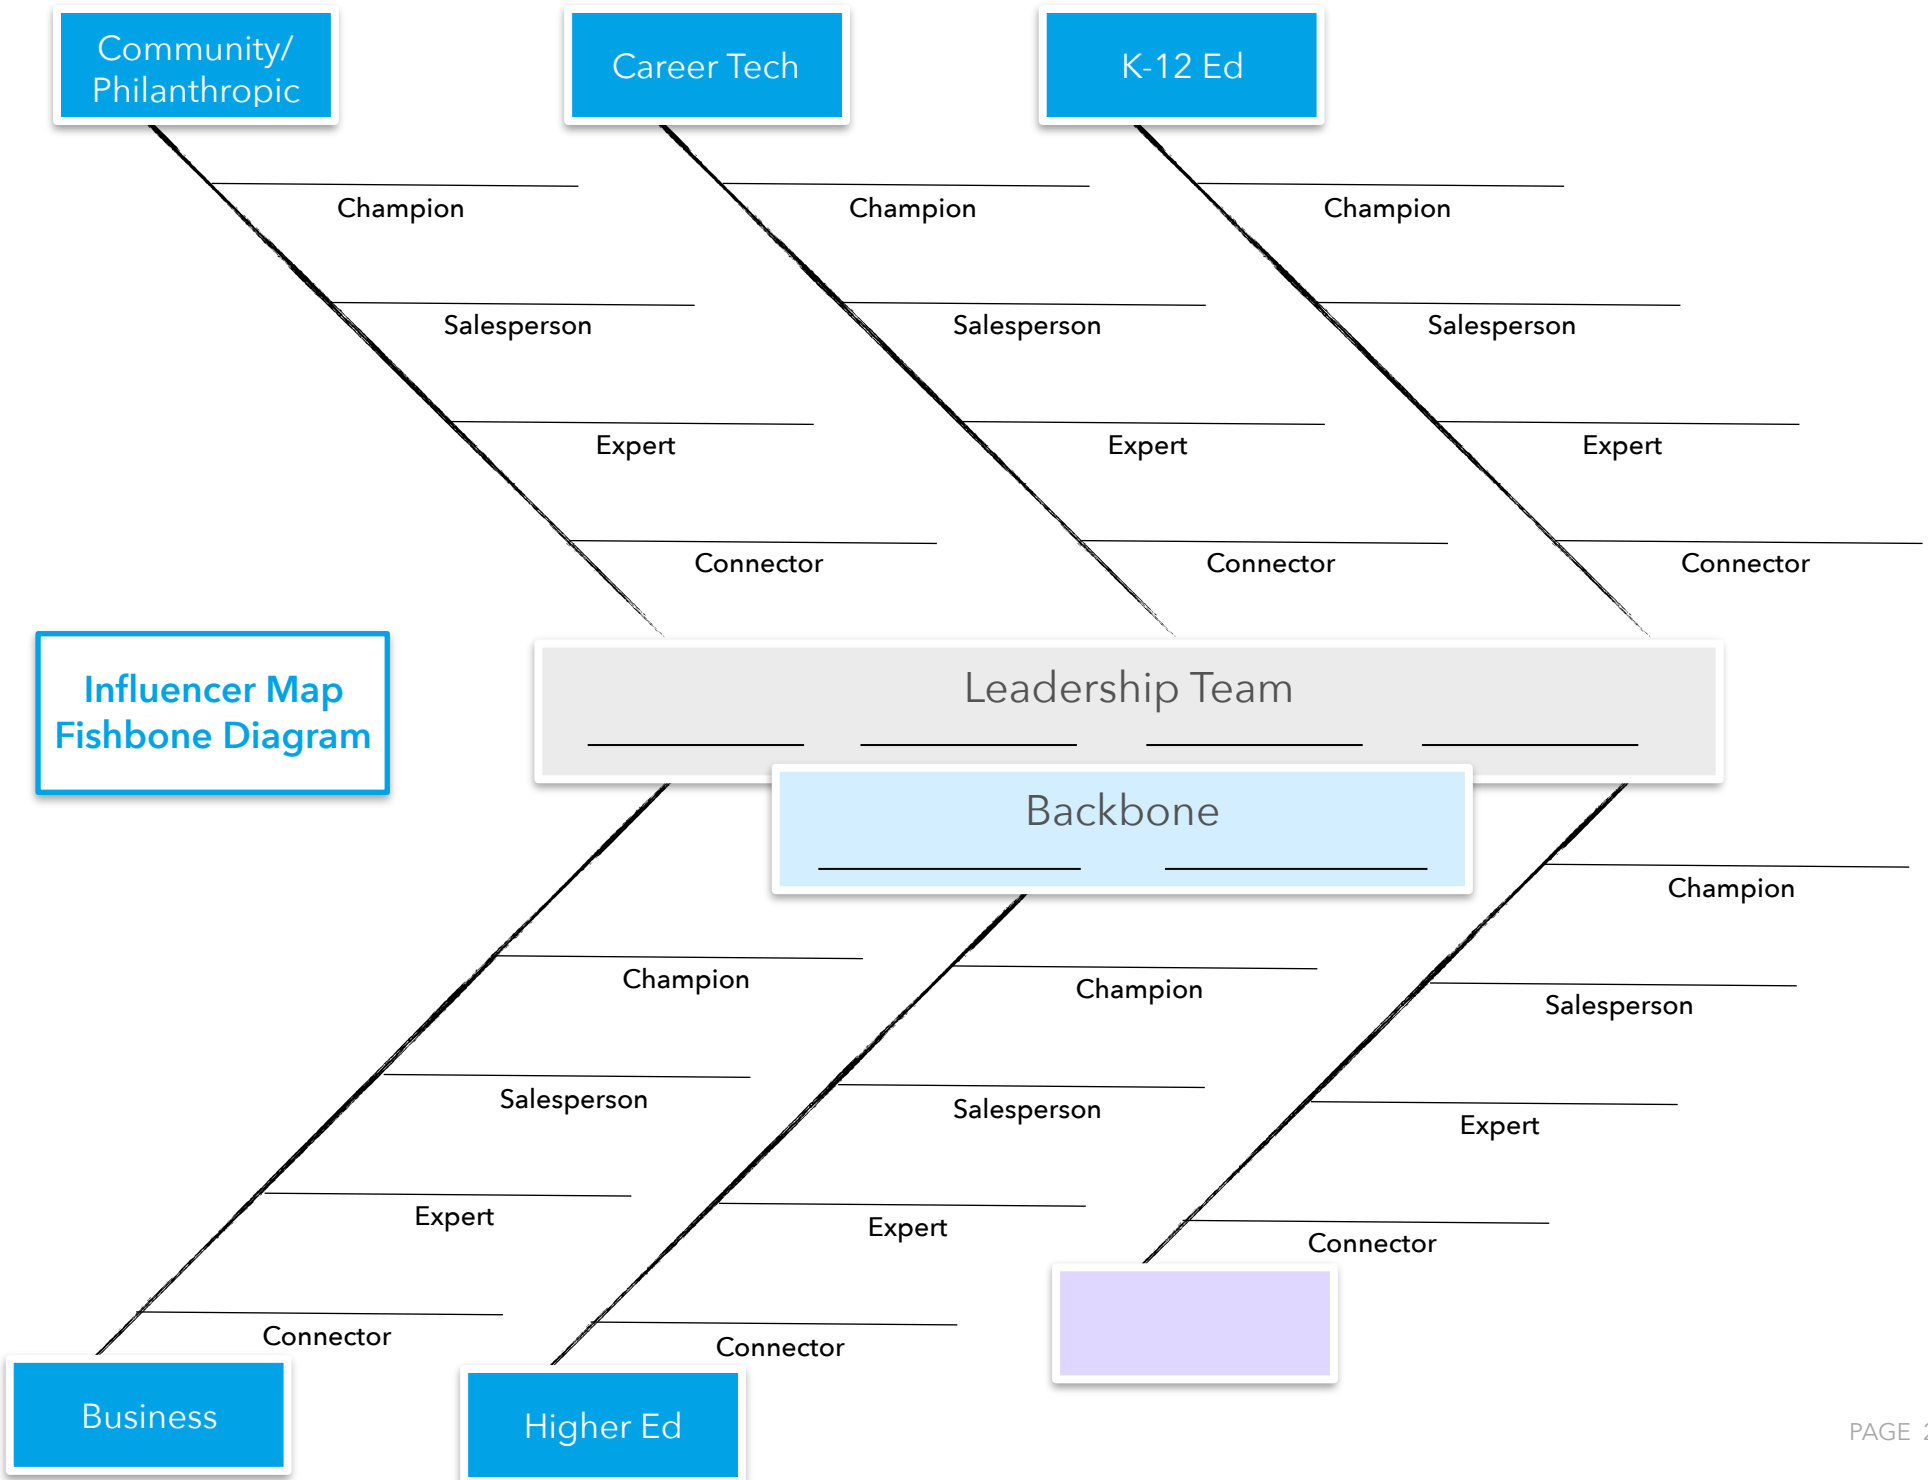 Community/
Philanthropic
Career Tech
K-12 Ed
Champion
Champion
Champion
Salesperson
Salesperson
Salesperson
Expert
Expert
Expert
Connector
Connector
Connector
Influencer Map
Fishbone Diagram
Leadership Team
Backbone
Champion
Champion
Champion
Salesperson
Salesperson
Salesperson
Expert
Expert
Expert
Connector
Connector
Connector
Business
Higher Ed
PAGE 2